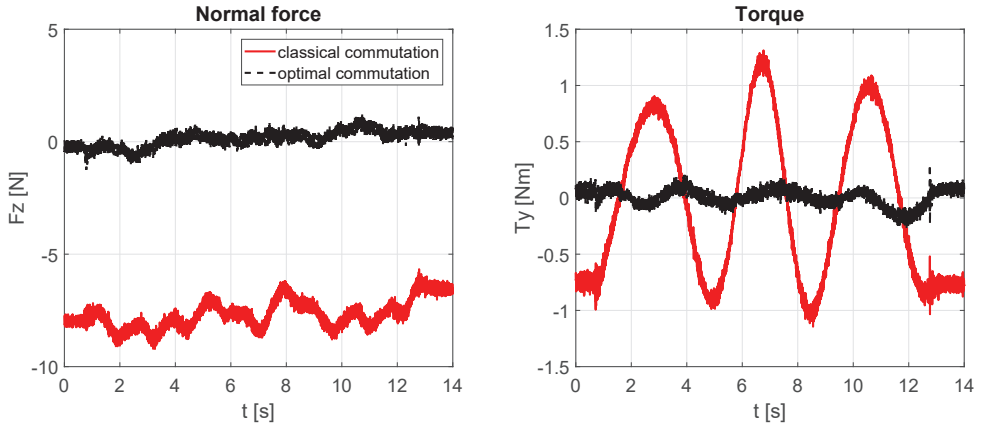 Normal force
5
0
-5
-10
Fz [N]
classical commutation
optimal commutation
0 2 4 6 8 10 12 14
t [s]
Torque
1.5
1
0.5
0
-0.5
-1
-1.5
Ty [Nm]
0 2 4 6 8 10 12 14
t [s]